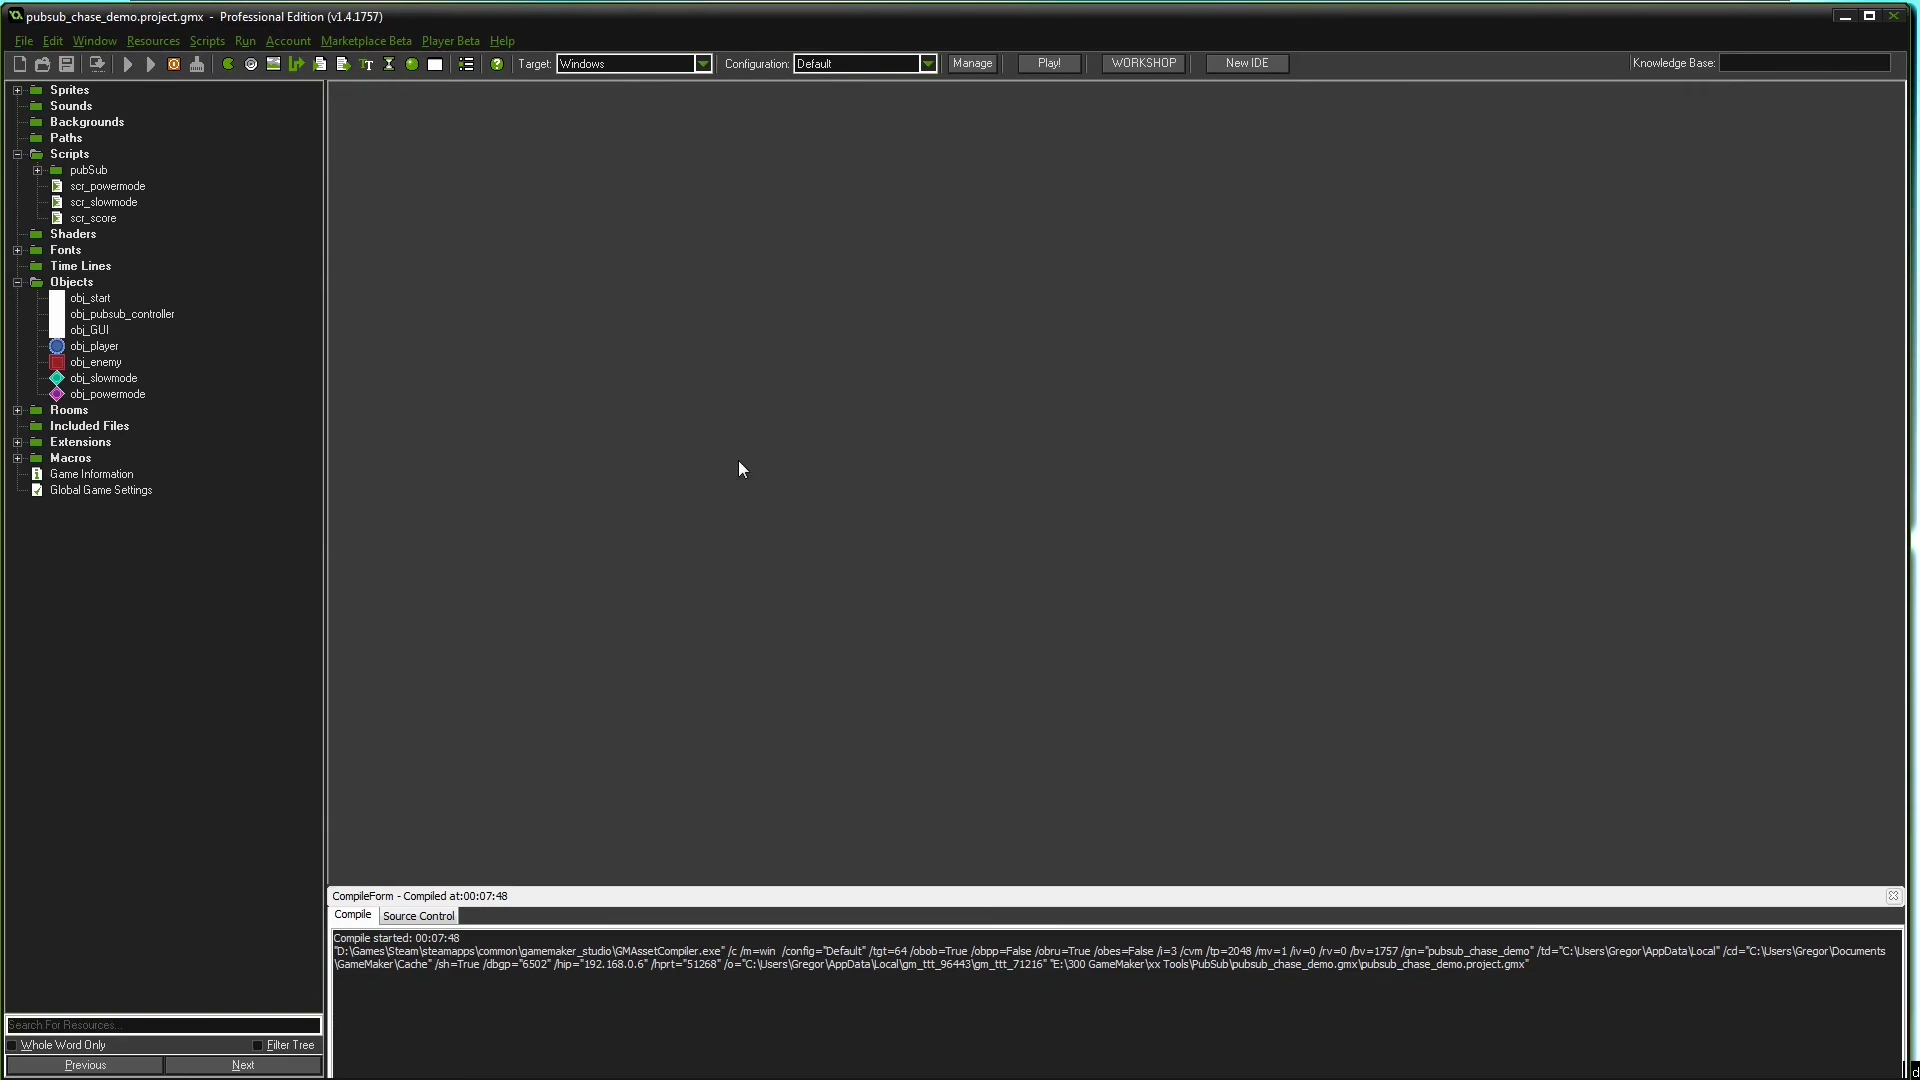 pubsub_chase_demo.project.gmx - Professional Edition (v1.4.1757)
File Edit Window Resources Scripts Run Account Marketplace Beta Player Beta Help
Target: Windows Configuration: Default Manage Play! WORKSHOP New IDE Knowledge Base:
Sprites
Sounds
Backgrounds
Paths
Scripts
pubSub
scr_powermode
scr_slowmode
scr_score
Shaders
Fonts
Time Lines
Objects
obj_start
obj_pubsub_controller
obj_GUI
obj_player
obj_enemy
obj_slowmode
obj_powermode
Rooms
Included Files
Extensions
Macros
Game Information
Global Game Settings
Search For Resources...
Whole Word Only Filter Tree
Previous Next
CompileForm - Compiled at:00:07:48
Compile Source Control
Compile started: 00:07:48
"D:\Games\Steam\steamapps\common\gamemaker_studio\GMAssetCompiler.exe" /c /m=win /config="Default" /tgt=64 /obob=True /obpp=False /obru=True /obes=False /i=3 /cvm /tp=2048 /mv=1 /iv=0 /rv=0 /bv=1757 /gn="pubsub_chase_demo" /td="C:\Users\Gregor\AppData\Local" /cd="C:\Users\Gregor\Documents
\GameMaker\Cache" /sh=True /dbgp="6502" /hip="192.168.0.6" /hprt="51268" /o="C:\Users\Gregor\AppData\Local\gm_ttt_96443\gm_ttt_71216" "E:\300 GameMaker\xx Tools\PubSub\pubsub_chase_demo.gmx\pubsub_chase_demo.project.gmx"